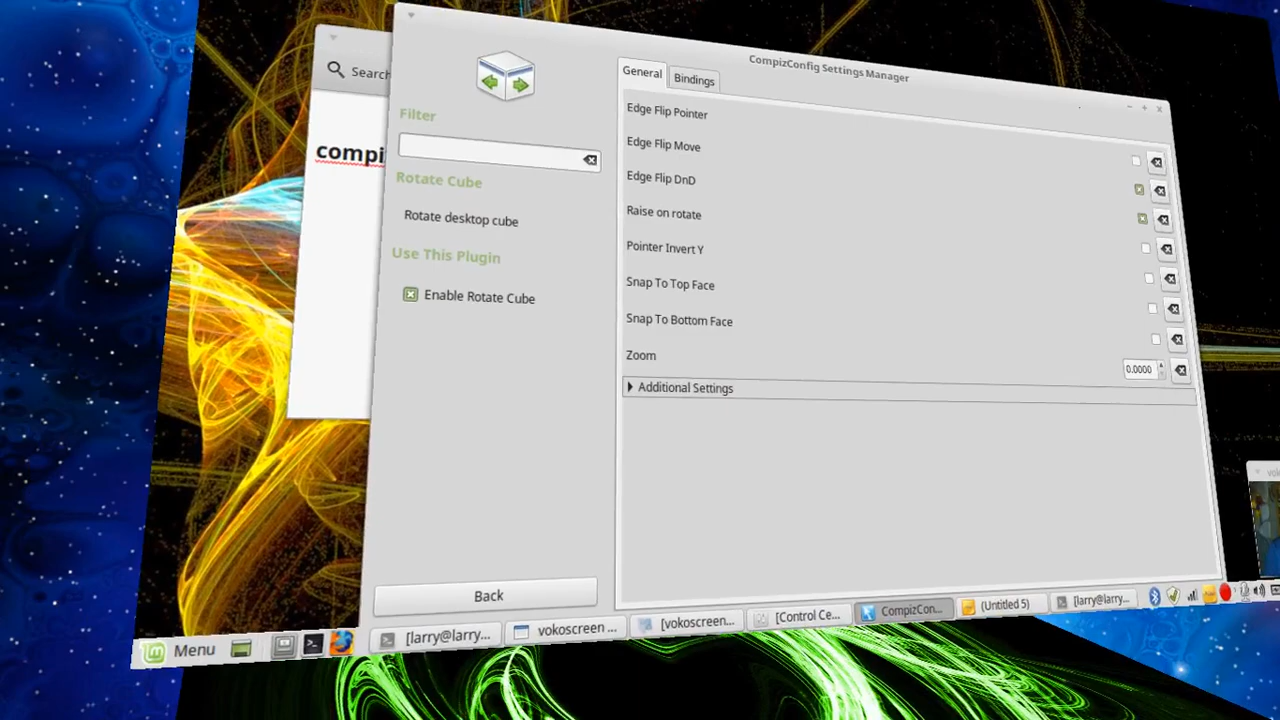 CompizConfig Settings Manager
Search
compi
Filter
Rotate Cube
Rotate desktop cube
Use This Plugin
Enable Rotate Cube
Back
General
Bindings
Edge Flip Pointer
Edge Flip Move
Edge Flip DnD
Raise on rotate
Pointer Invert Y
Snap To Top Face
Snap To Bottom Face
Zoom
0.0000
Additional Settings
Menu
[larry@larry...
vokoscreen ...
[vokoscreen...
[Control Ce...
CompizCon...
(Untitled 5)
[larry@larry...